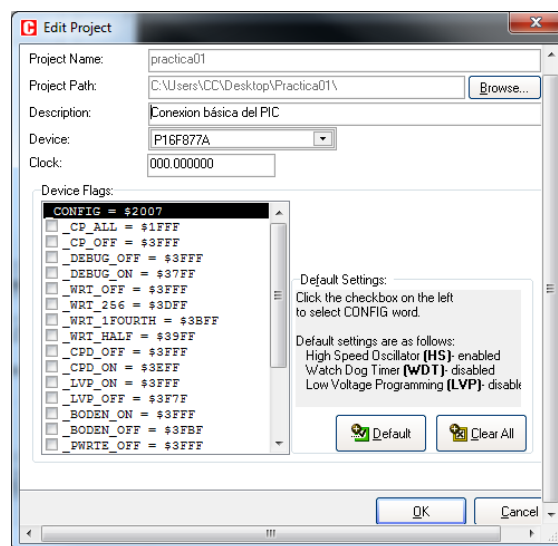 Edit Project
Project Name: practica01
Project Path: C:\Users\CC\Desktop\Practica01\ Browse...
Description: Conexion básica del PIC
Device: P16F877A
Clock: 000.000000
Device Flags:
_CONFIG = $2007
_CP_ALL = $1FFF
_CP_OFF = $3FFF
_DEBUG_OFF = $3FFF
_DEBUG_ON = $37FF
_WRT_OFF = $3FFF
_WRT_256 = $3DFF
_WRT_1FOURTH = $3BFF
_WRT_HALF = $39FF
_CPD_OFF = $3FFF
_CPD_ON = $3EFF
_LVP_ON = $3FFF
_LVP_OFF = $3F7F
_BODEN_ON = $3FFF
_BODEN_OFF = $3FBF
_PWRTE_OFF = $3FFF
Default Settings:
Click the checkbox on the left
to select CONFIG word.
Default settings are as follows:
High Speed Oscillator (HS)- enabled
Watch Dog Timer (WDT)- disabled
Low Voltage Programming (LVP)- disable
Default Clear All
OK Cancel